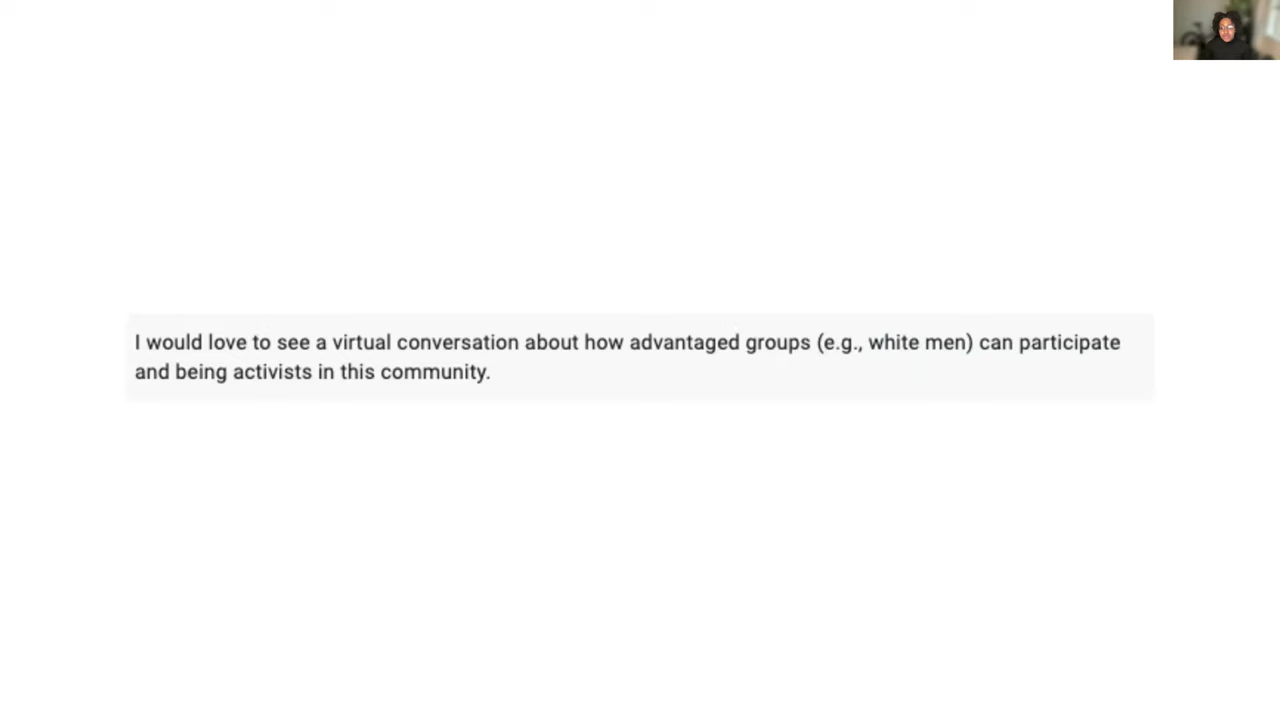 I would love to see a virtual conversation about how advantaged groups (e.g., white men) can participate
and being activists in this community.